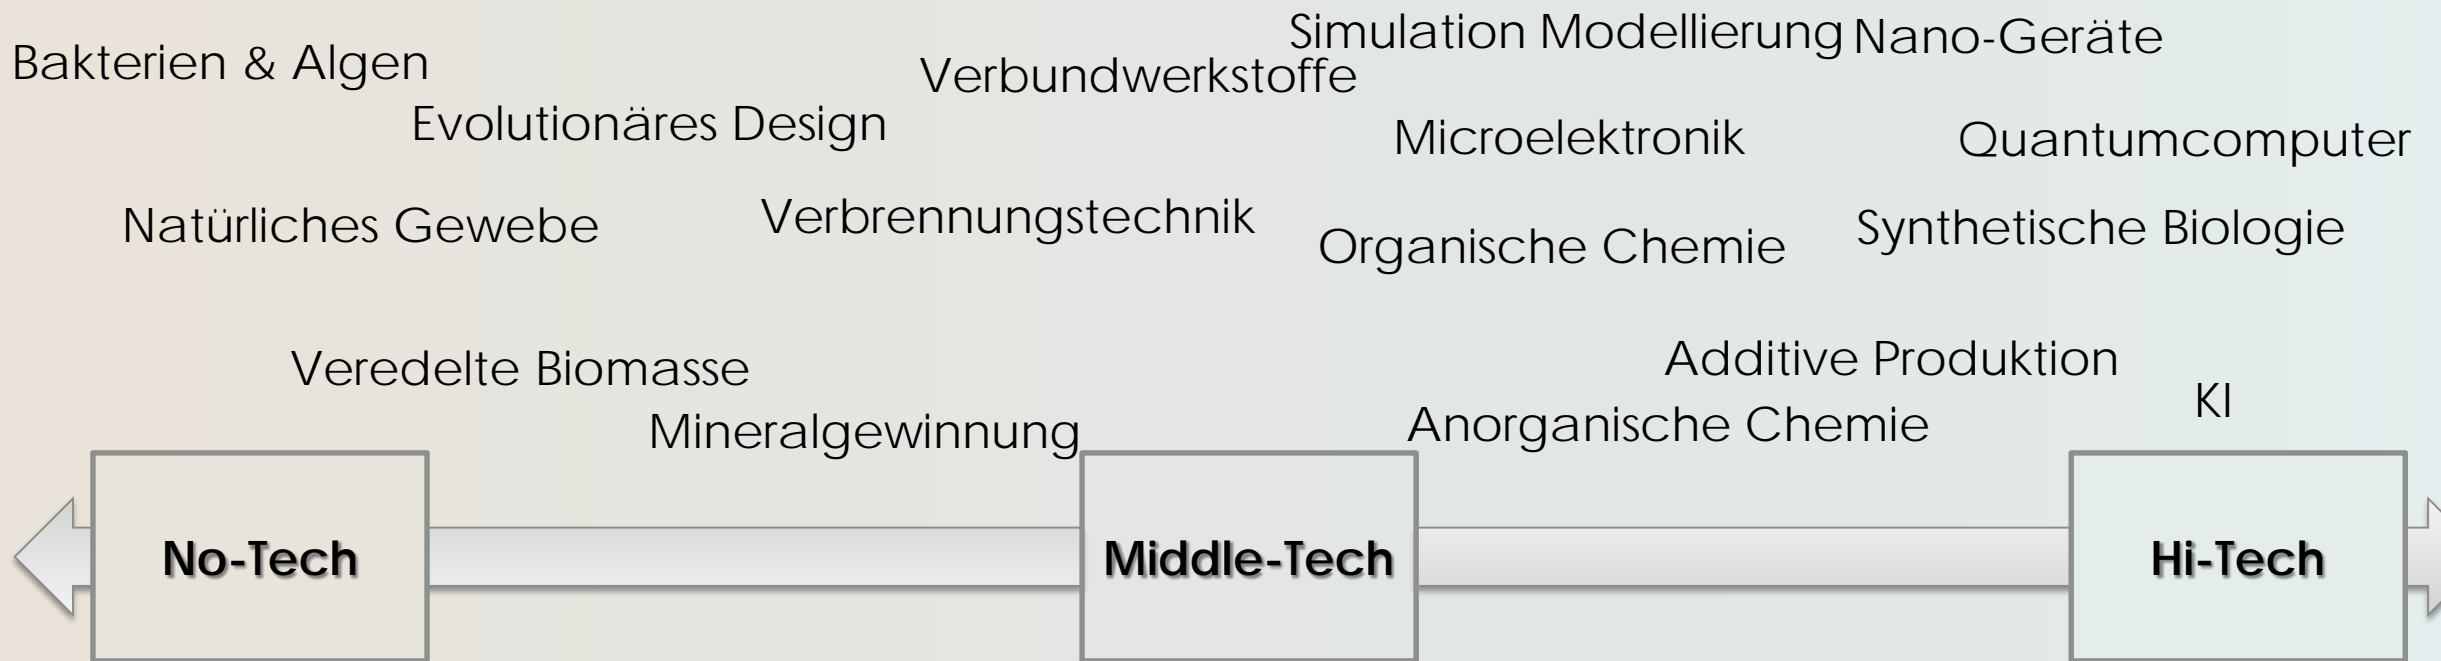 Simulation Modellierung
Nano-Geräte
Bakterien & Algen
Verbundwerkstoffe
Evolutionäres Design
Microelektronik
Quantumcomputer
Natürliches Gewebe
Verbrennungstechnik
Organische Chemie
Synthetische Biologie
Veredelte Biomasse
Additive Produktion
KI
Mineralgewinnung
Anorganische Chemie
No-Tech
Middle-Tech
Hi-Tech